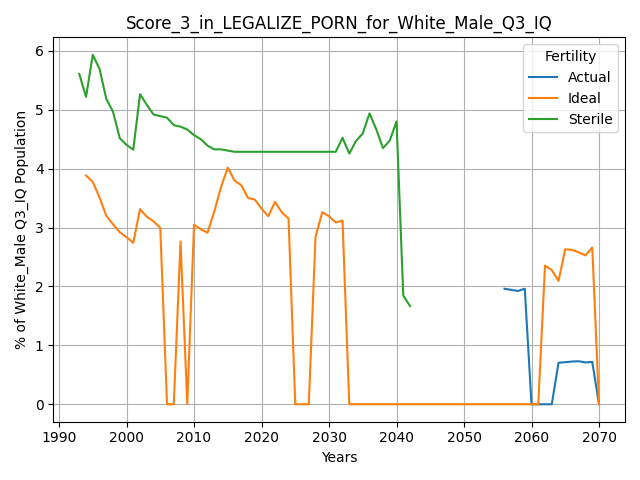 Score_3_in_LEGALIZE_PORN_for_White_Male_Q3_IQ
% of White_Male Q3_IQ Population
6
5
4
3
2
1
0
Fertility
Actual
Ideal
Sterile
1990 2000 2010 2020 2030 2040 2050 2060 2070
Years